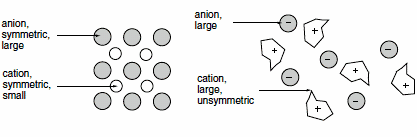 anion,
symmetric,
large
cation,
symmetric,
small
anion,
large
cation,
large,
unsymmetric
−
+
+
−
−
+
+
−